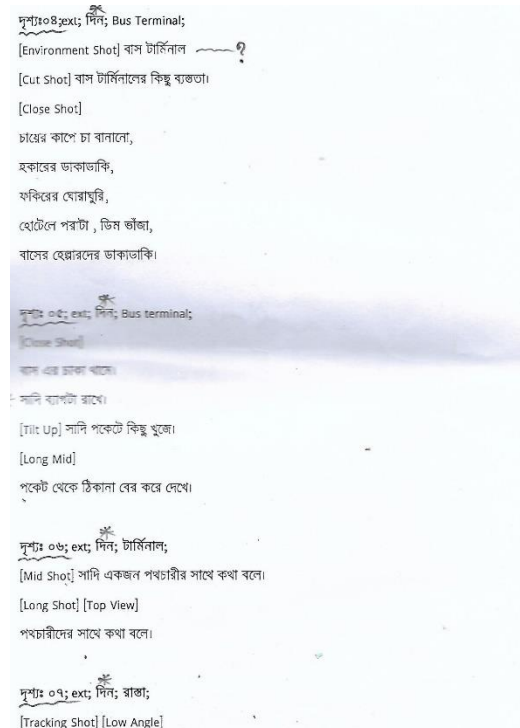 দৃশ্যঃ০৪;ext; দিন; Bus Terminal;
[Environment Shot] বাস টার্মিনাল ?
[Cut Shot] বাস টার্মিনালের কিছু ব্যস্ততা।
[Close Shot]
চায়ের কাপে চা বানানো,
হকারের ডাকাডাকি,
ফকিরের ঘোরাঘুরি,
হোটেলে পরাটা , ডিম ভাঁজা,
বাসের হেল্পারদের ডাকাডাকি।
দৃশ্যঃ ০৫; ext; দিন; Bus terminal;
[Close Shot]
বাস এর চাকা থামে।
সাদি ব্যাগটা রাখে।
[Tilt Up] সাদি পকেটে কিছু খুজে।
[Long Mid]
পকেট থেকে ঠিকানা বের করে দেখে।
দৃশ্যঃ ০৬; ext; দিন; টার্মিনাল;
[Mid Shot] সাদি একজন পথচারীর সাথে কথা বলে।
[Long Shot] [Top View]
পথচারীদের সাথে কথা বলে।
দৃশ্যঃ ০৭; ext; দিন; রাস্তা;
[Tracking Shot] [Low Angle]